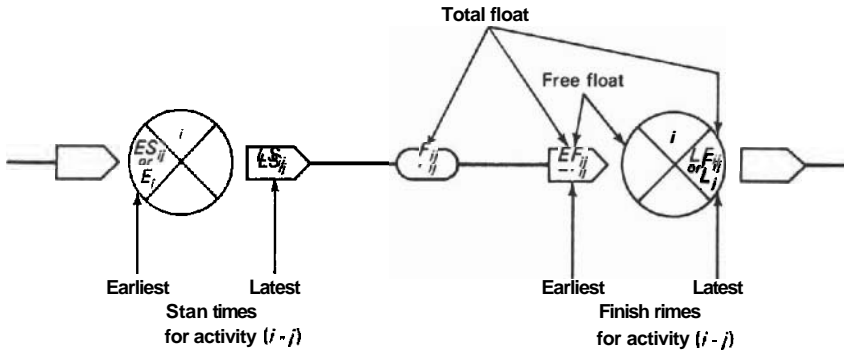 Total float
Free float
i
ES_ij
or
E_i
LS_ij
F_ij
EF_ij
i
LF_ij
or
L_j
Earliest
Latest
Earliest
Latest
Stan times
for activity (i - j)
Finish rimes
for activity (i - j)